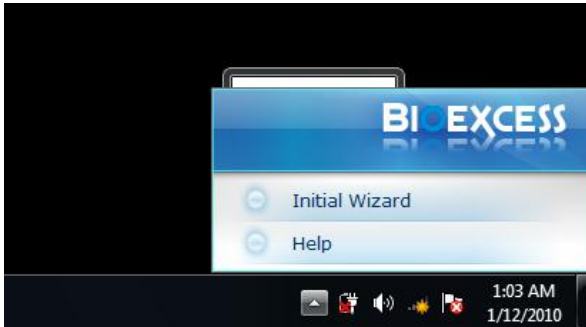 BIOEXCESS
Initial Wizard
Help
1:03 AM
1/12/2010